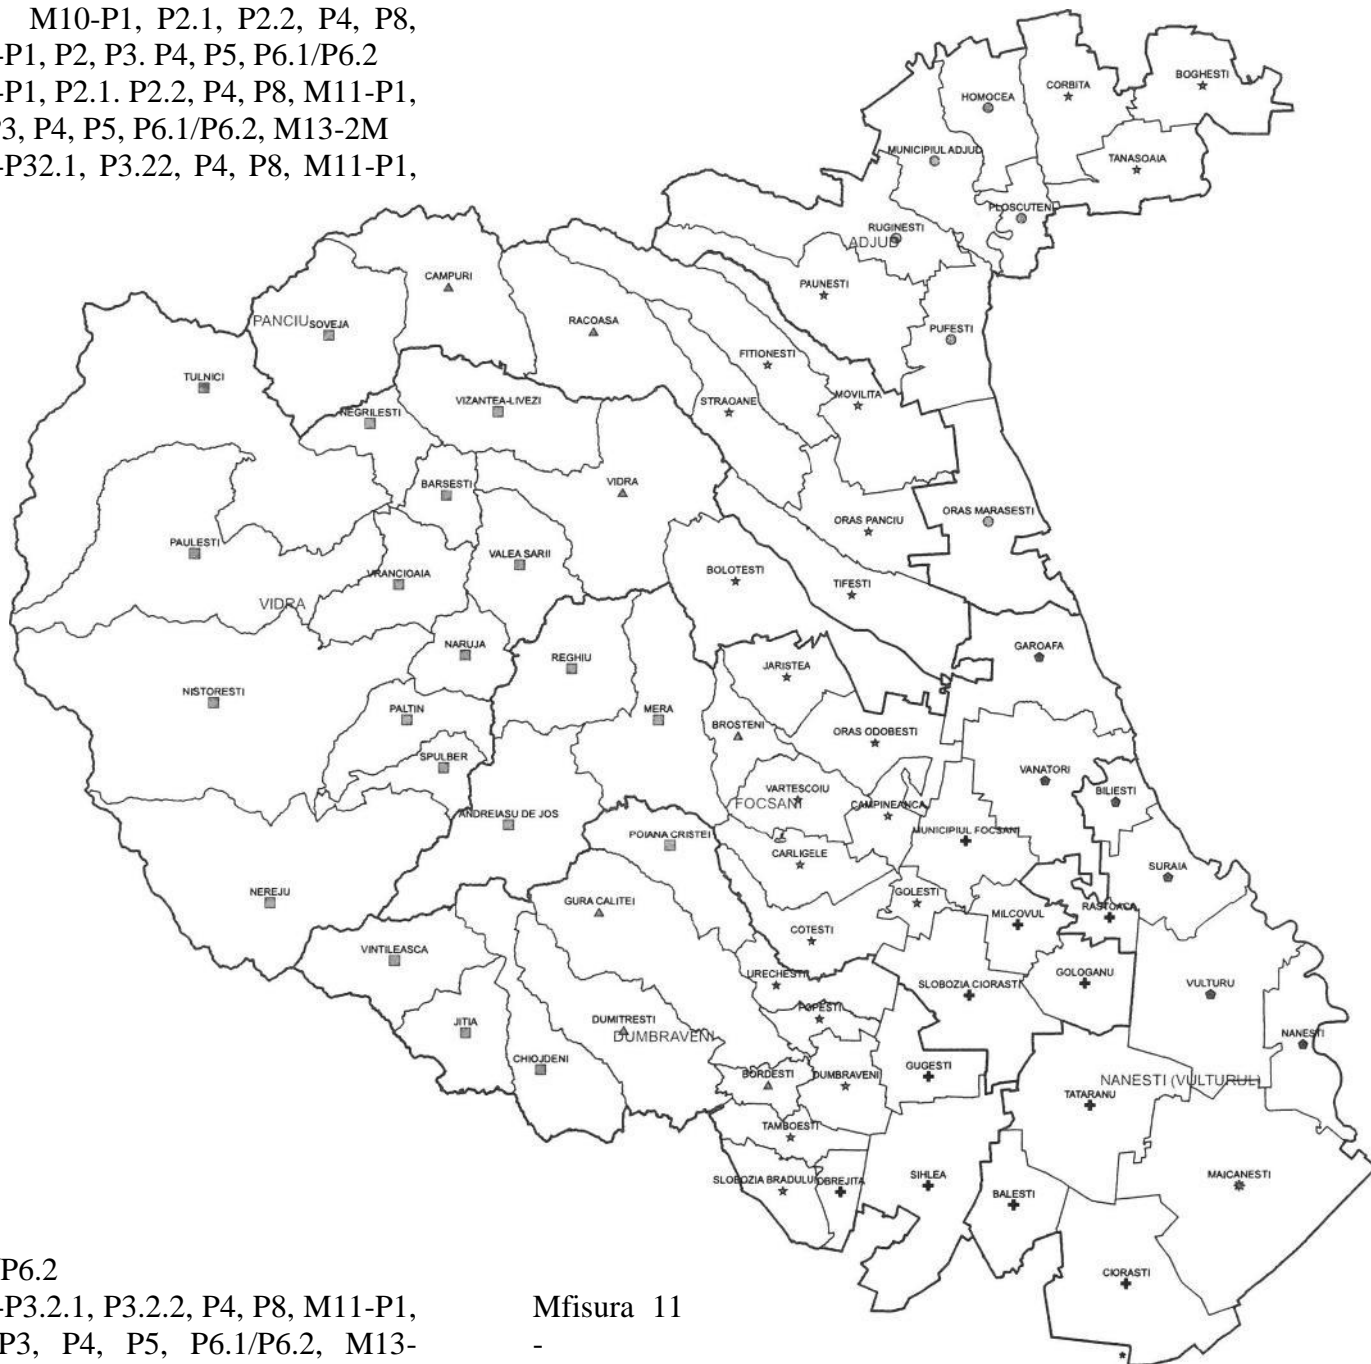 M10-P1, P2.1, P2.2, P4, P8,
-P1, P2, P3. P4, P5, P6.1/P6.2
-P1, P2.1. P2.2, P4, P8, M11-P1,
P3, P4, P5, P6.1/P6.2, M13-2M
-P32.1, P3.22, P4, P8, M11-P1,
BOGHESTI
CORBITA
HOMOCEA
MUNICIPIUL ADJUD
TANASOAIA
PLOSCUTENI
RUGINESTI
ADJUD
CAMPURI
PAUNESTI
PANCIU
SOVEJA
RACOASA
PUFESTI
FITIONESTI
TULNICI
MOVILITA
VIZANTEA-LIVEZI
STRAOANE
NEGRILESTI
BARSESTI
VIDRA
ORAS MARASESTI
ORAS PANCIU
PAULESTI
VALEA SARII
VRANCIOAIA
BOLOTESTI
TIFESTI
VIDRA
NARUJA
REGHIU
GAROAFA
JARISTEA
NISTORESTI
PALTIN
MERA
BROSTENI
ORAS ODOBESTI
SPULBER
VANATORI
VARTESCOIU
BILIESTI
FOCSANI
CAMPINEANCA
ANDREIASU DE JOS
POIANA CRISTEI
MUNICIPIUL FOCSANI
CARLIGELE
SURAIA
NEREJU
GURA CALITEI
GOLESTI
MILCOVUL
RASTOACA
COTESTI
VINTILEASCA
URECHESTI
SLOBOZIA CIORASTI
GOLOGANU
VULTURU
POPESTI
JITIA
DUMITRESTI
DUMBRAVENI
NANESTI
CHIOJDENI
BORDESTI
DUMBRAVENI
GUGESTI
NANESTI (VULTURUL)
TATARANU
TAMBOESTI
SLOBOZIA BRADULUI
OBREJITA
SIHLEA
BALESTI
MAICANESTI
CIORASTI
/P6.2
-P3.2.1, P3.2.2, P4, P8, M11-P1,
P3, P4, P5, P6.1/P6.2, M13-
Mfisura 11
-